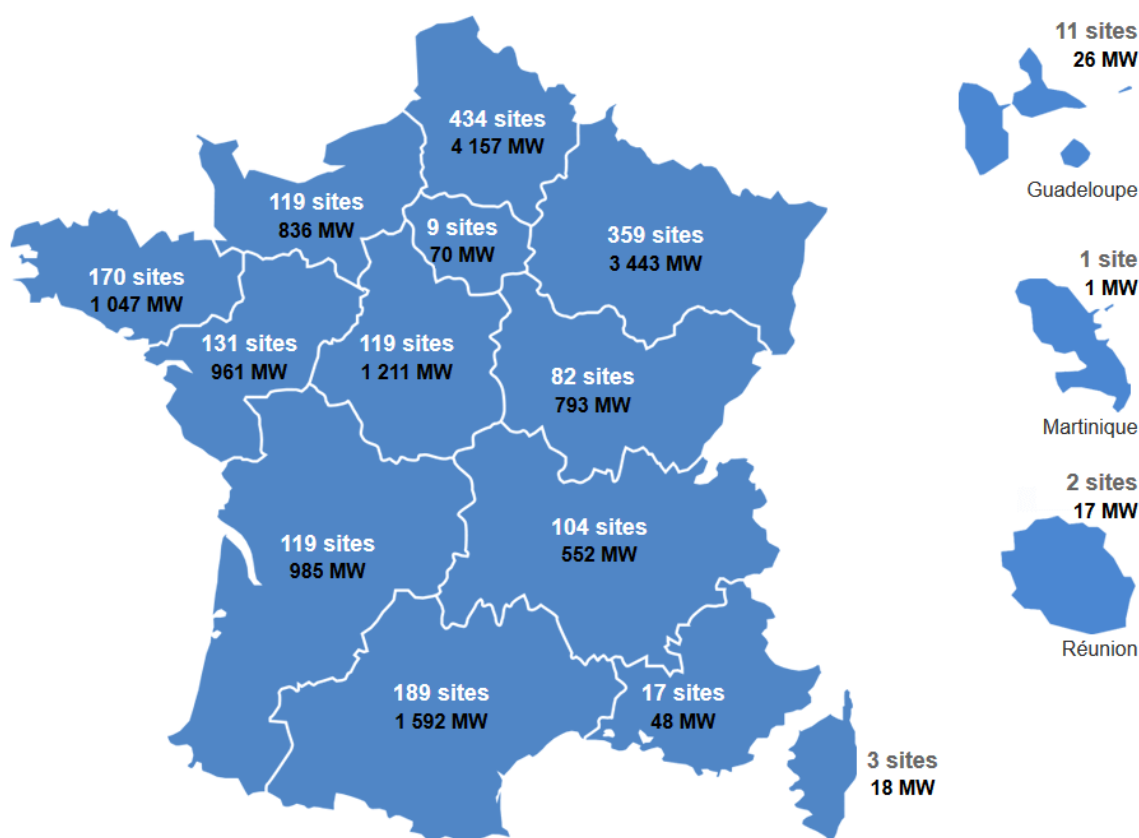 434 sites
4 157 MW
119 sites
836 MW
9 sites
70 MW
359 sites
3 443 MW
170 sites
1 047 MW
131 sites
961 MW
119 sites
1 211 MW
82 sites
793 MW
119 sites
985 MW
104 sites
552 MW
189 sites
1 592 MW
17 sites
48 MW
3 sites
18 MW
11 sites
26 MW
Guadeloupe
1 site
1 MW
Martinique
2 sites
17 MW
Réunion